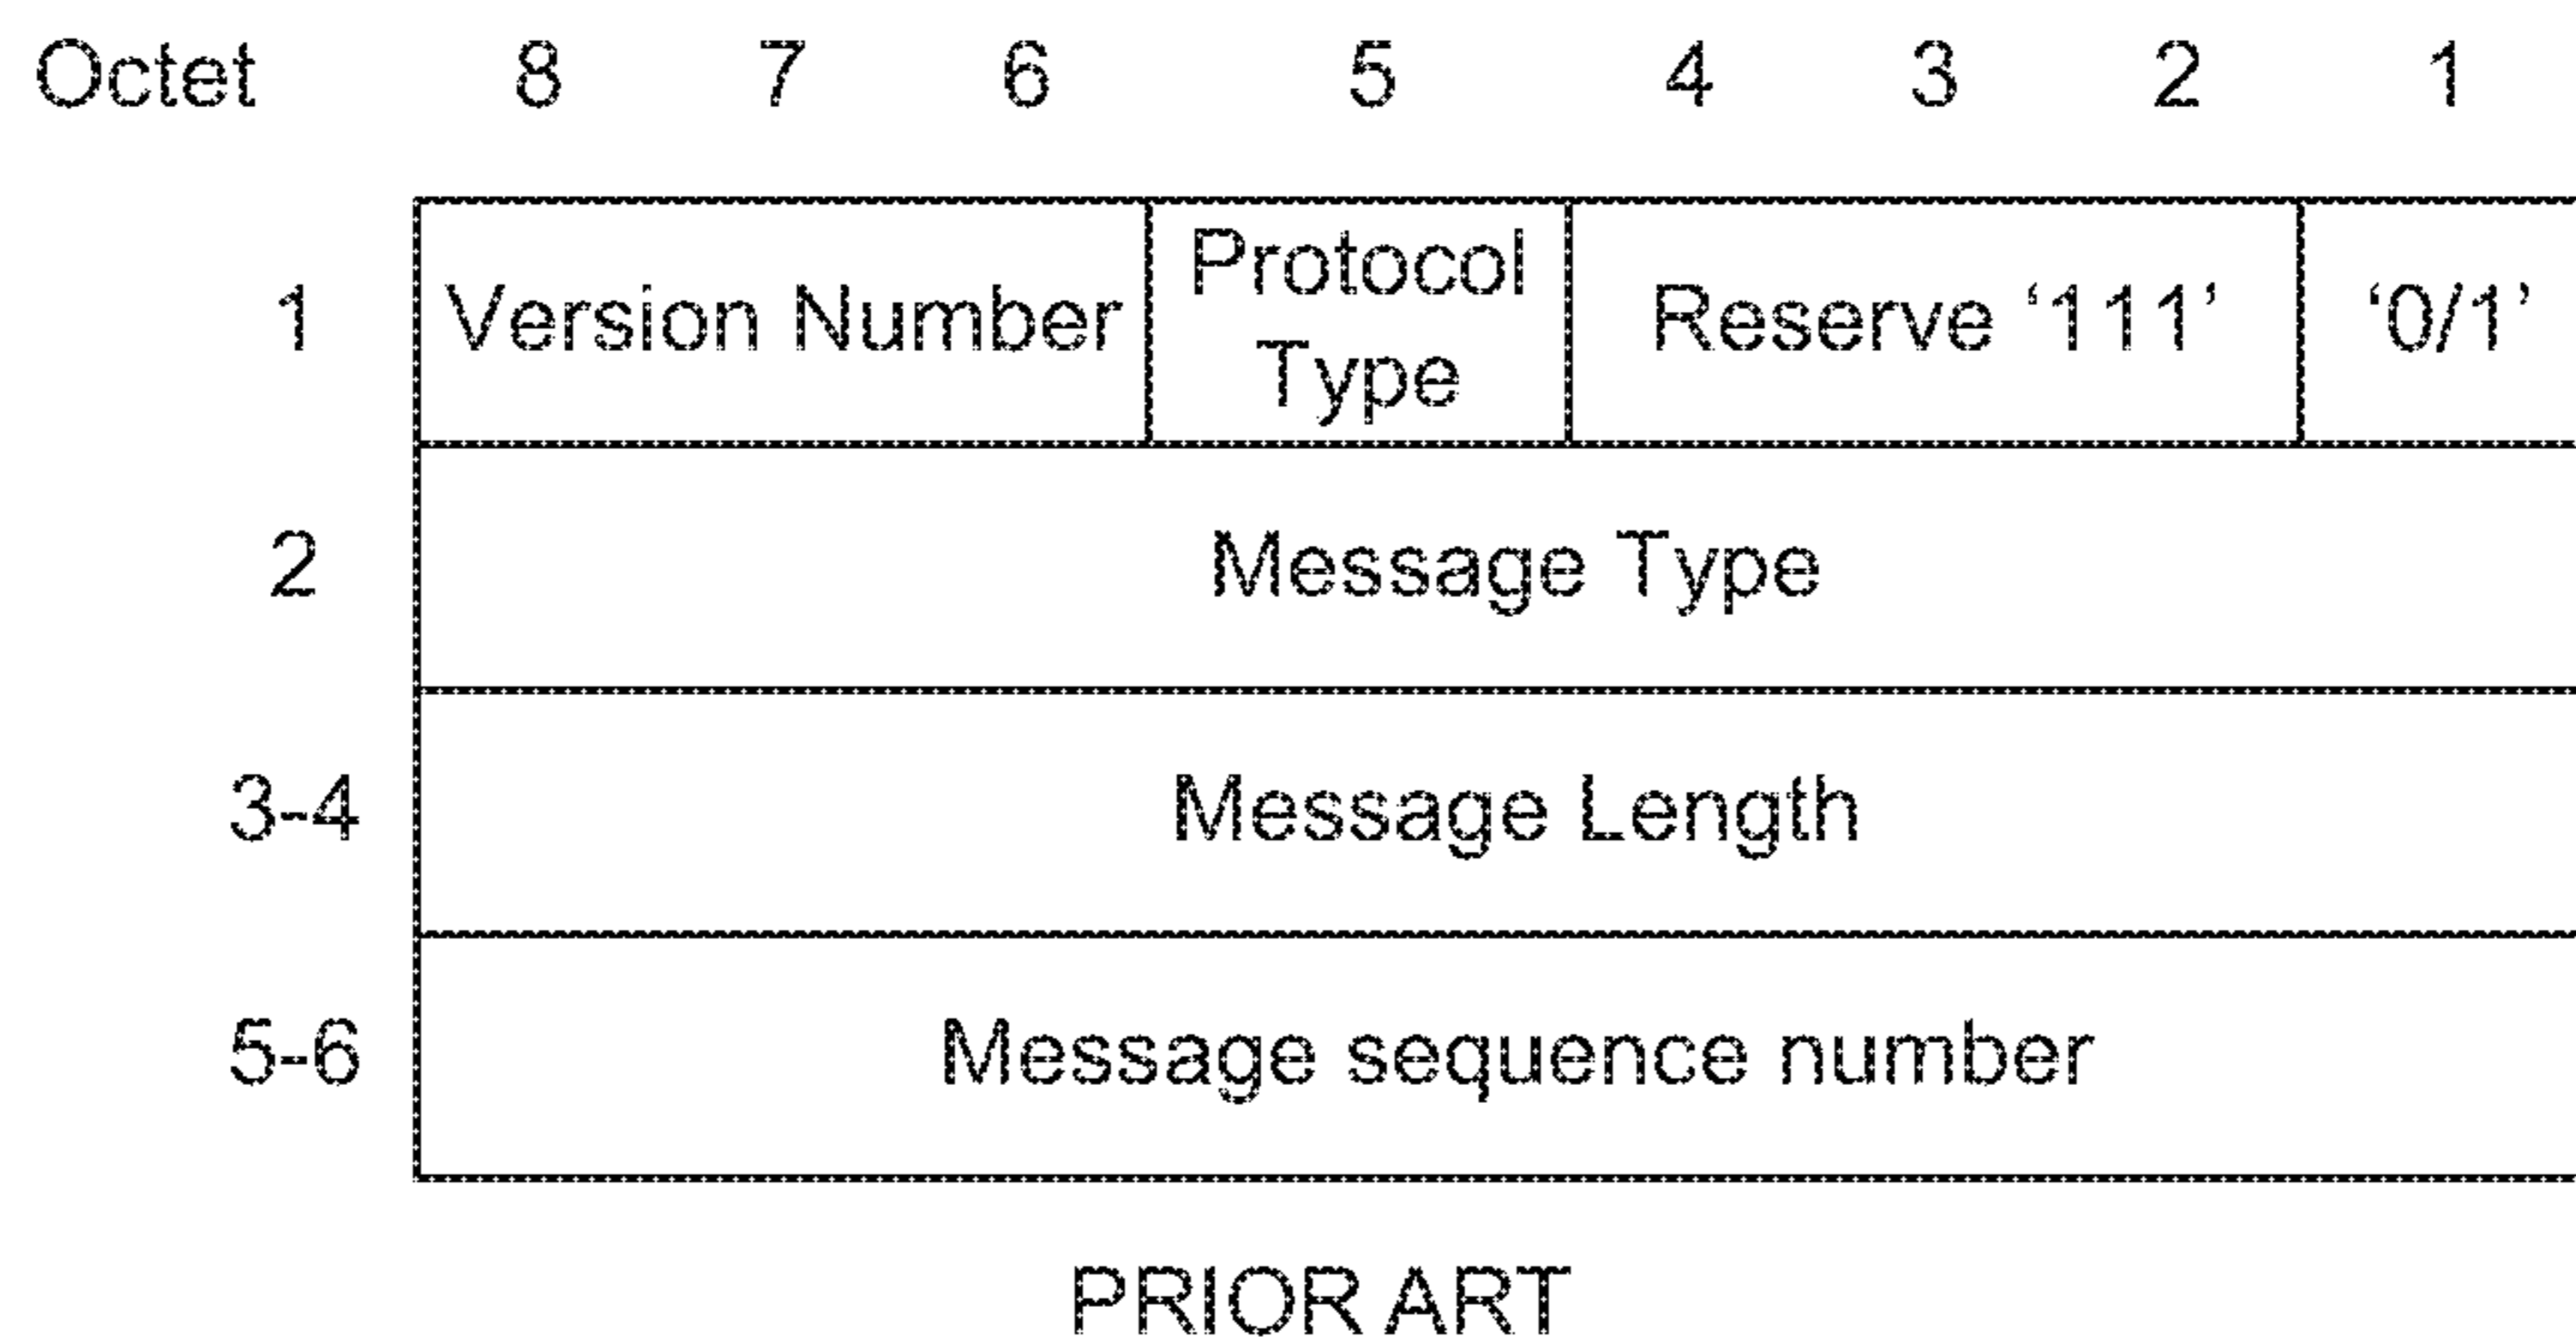 Octet 8 7 6 5 4 3 2 1
1 Version Number Protocol Type Reserve ‘111’ ‘0/1’
2 Message Type
3-4 Message Length
5-6 Message sequence number
PRIOR ART